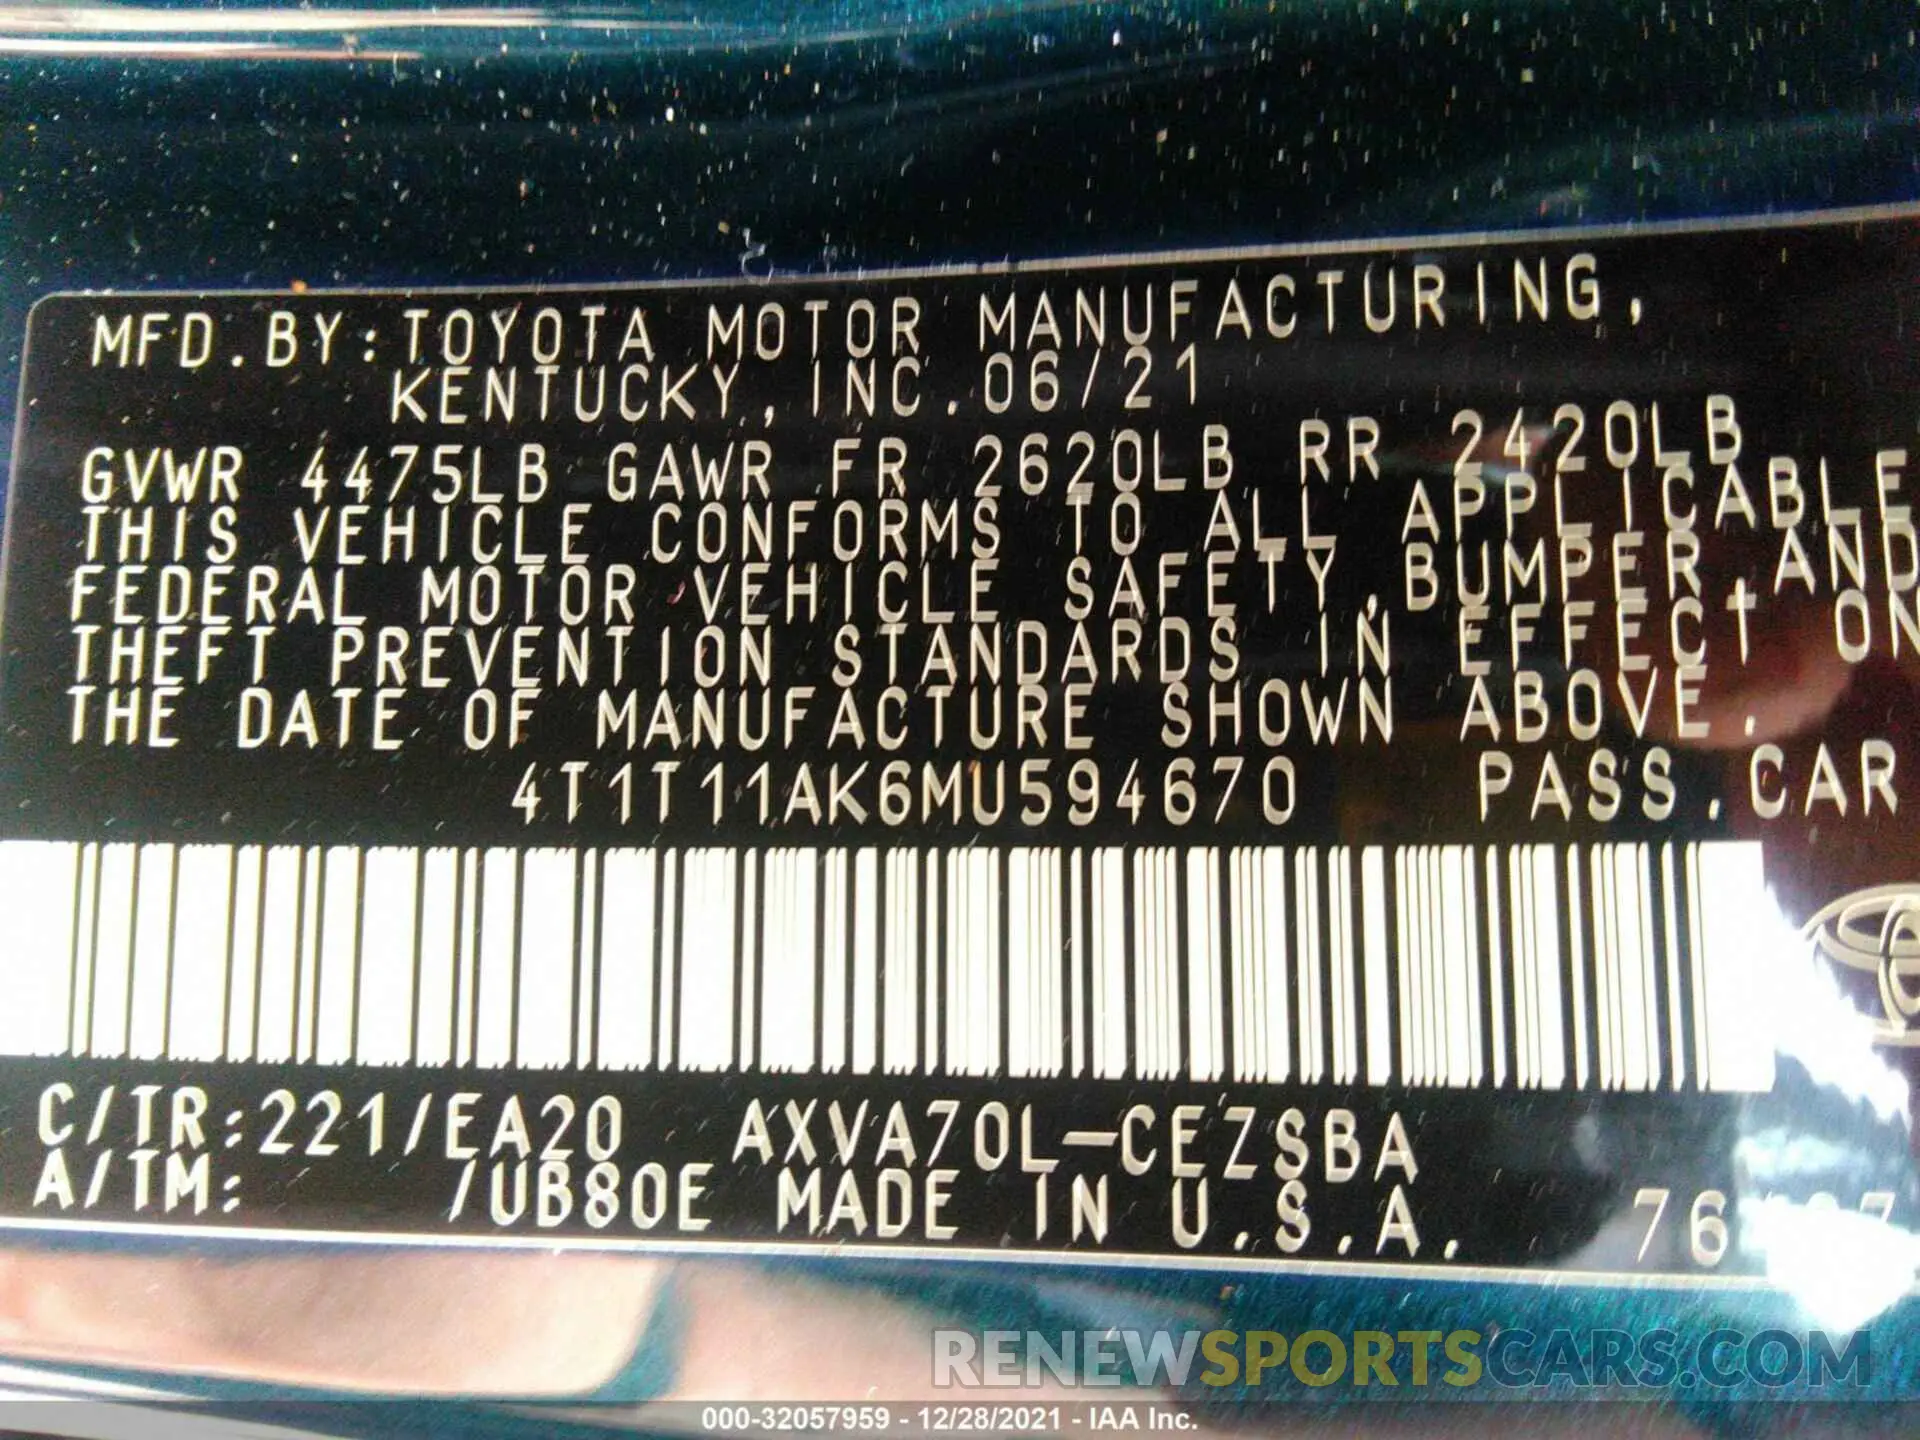 MFD.BY:TOYOTA MOTOR MANUFACTURING,
KENTUCKY,INC.06/21
GVWR 4475LB GAWR FR 2620LB RR 2420LB
THIS VEHICLE CONFORMS TO ALL APPLICABLE
FEDERAL MOTOR VEHICLE SAFETY,BUMPER,AND
THEFT PREVENTION STANDARDS IN EFFECT ON
THE DATE OF MANUFACTURE SHOWN ABOVE.
4T1T11AK6MU594670 PASS.CAR
C/TR:221/EA20 AXVA70L-CEZSBA
A/TM: /UB80E MADE IN U.S.A.
RENEWSPORTSCARS.COM
000-32057959 - 12/28/2021 - IAA Inc.